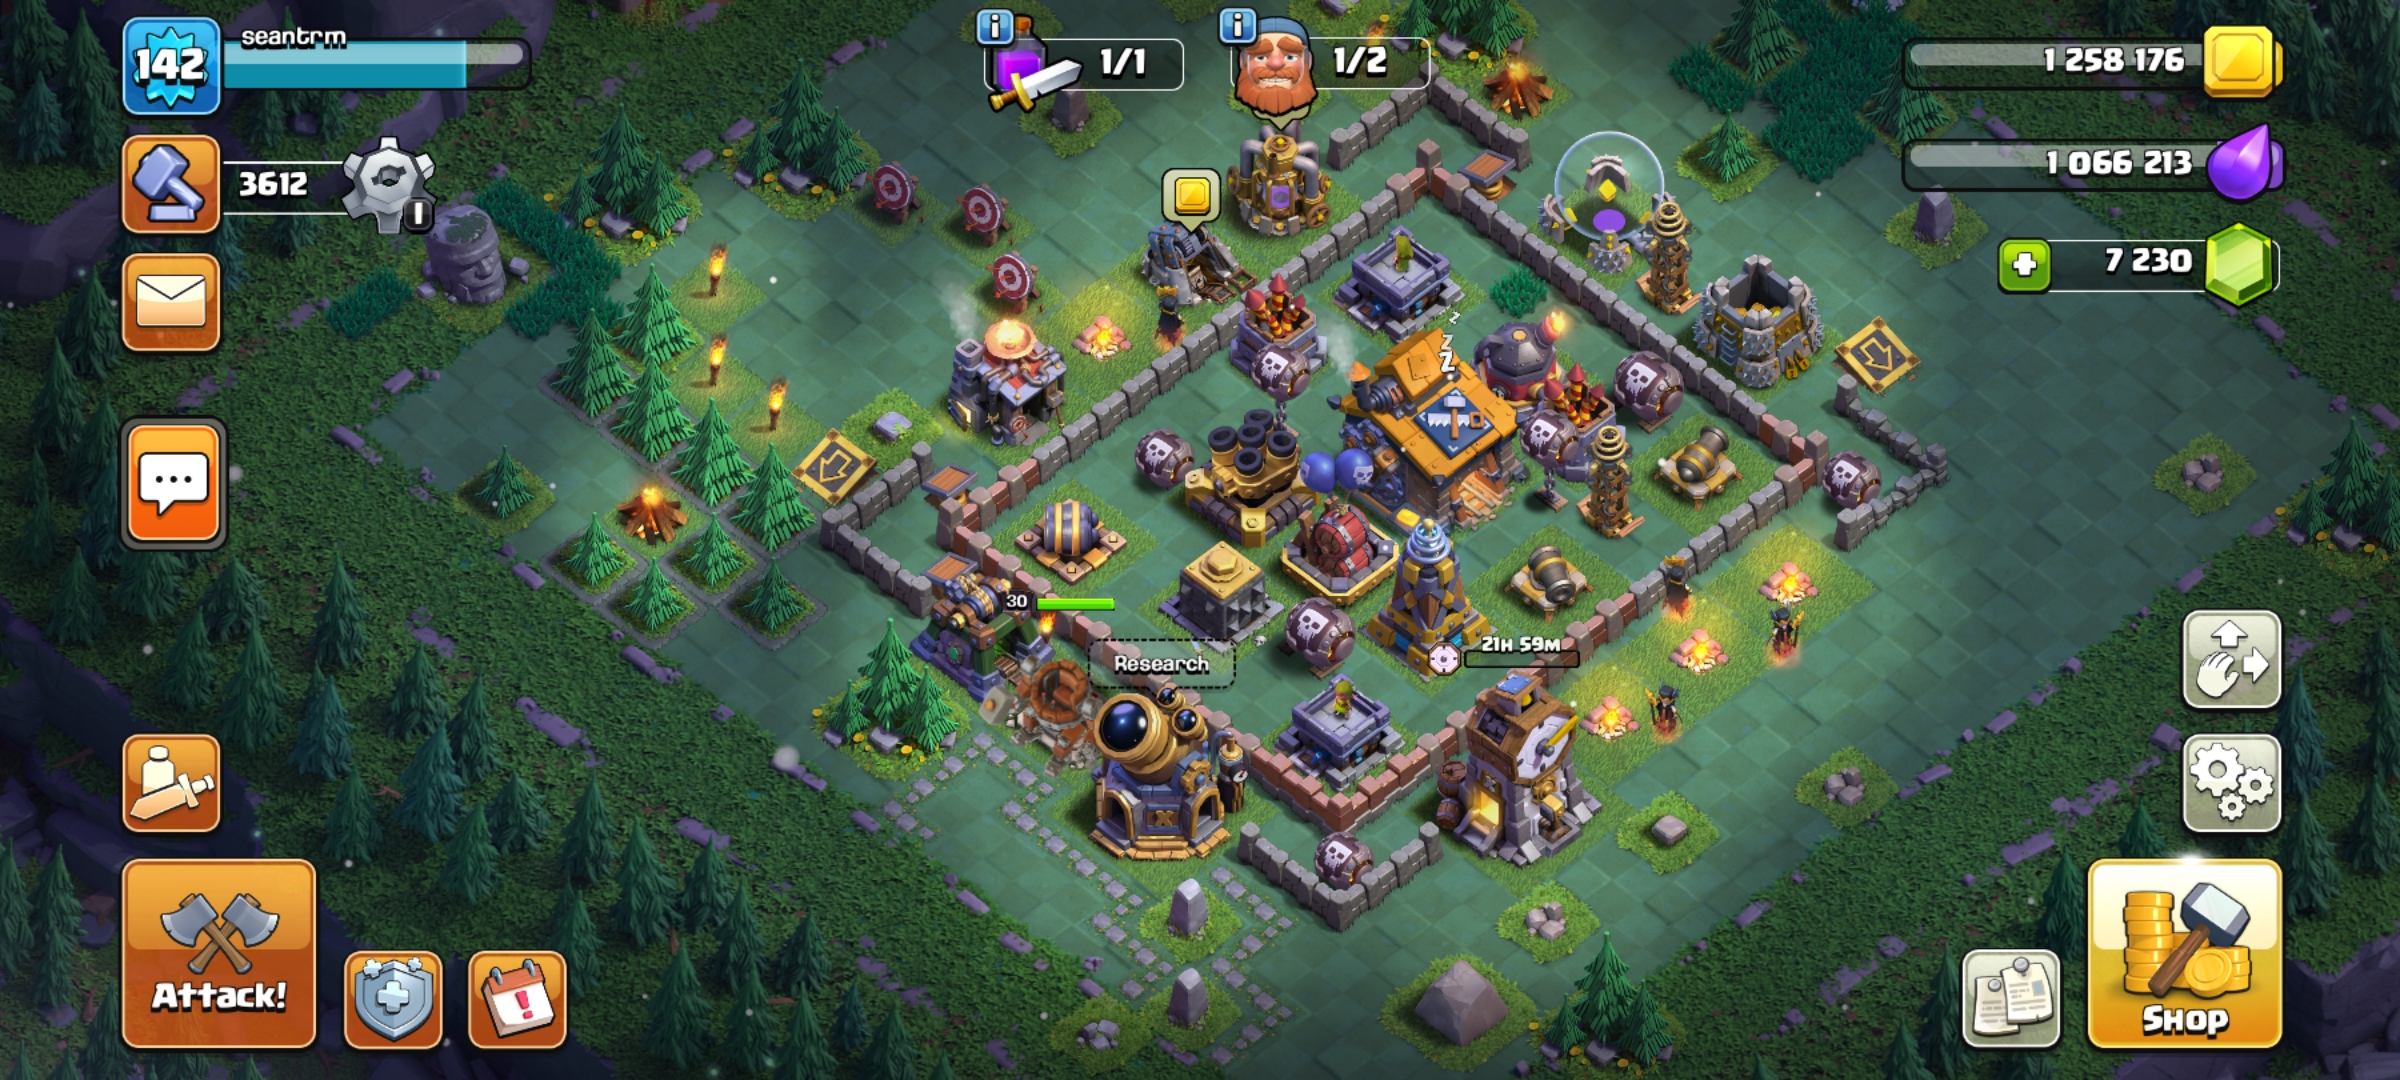 142
seantrm
1/1
1/2
1 258 176
3612
1 066 213
7 230
z
z
Z
30
Research
21H 59M
Attack!
Shop